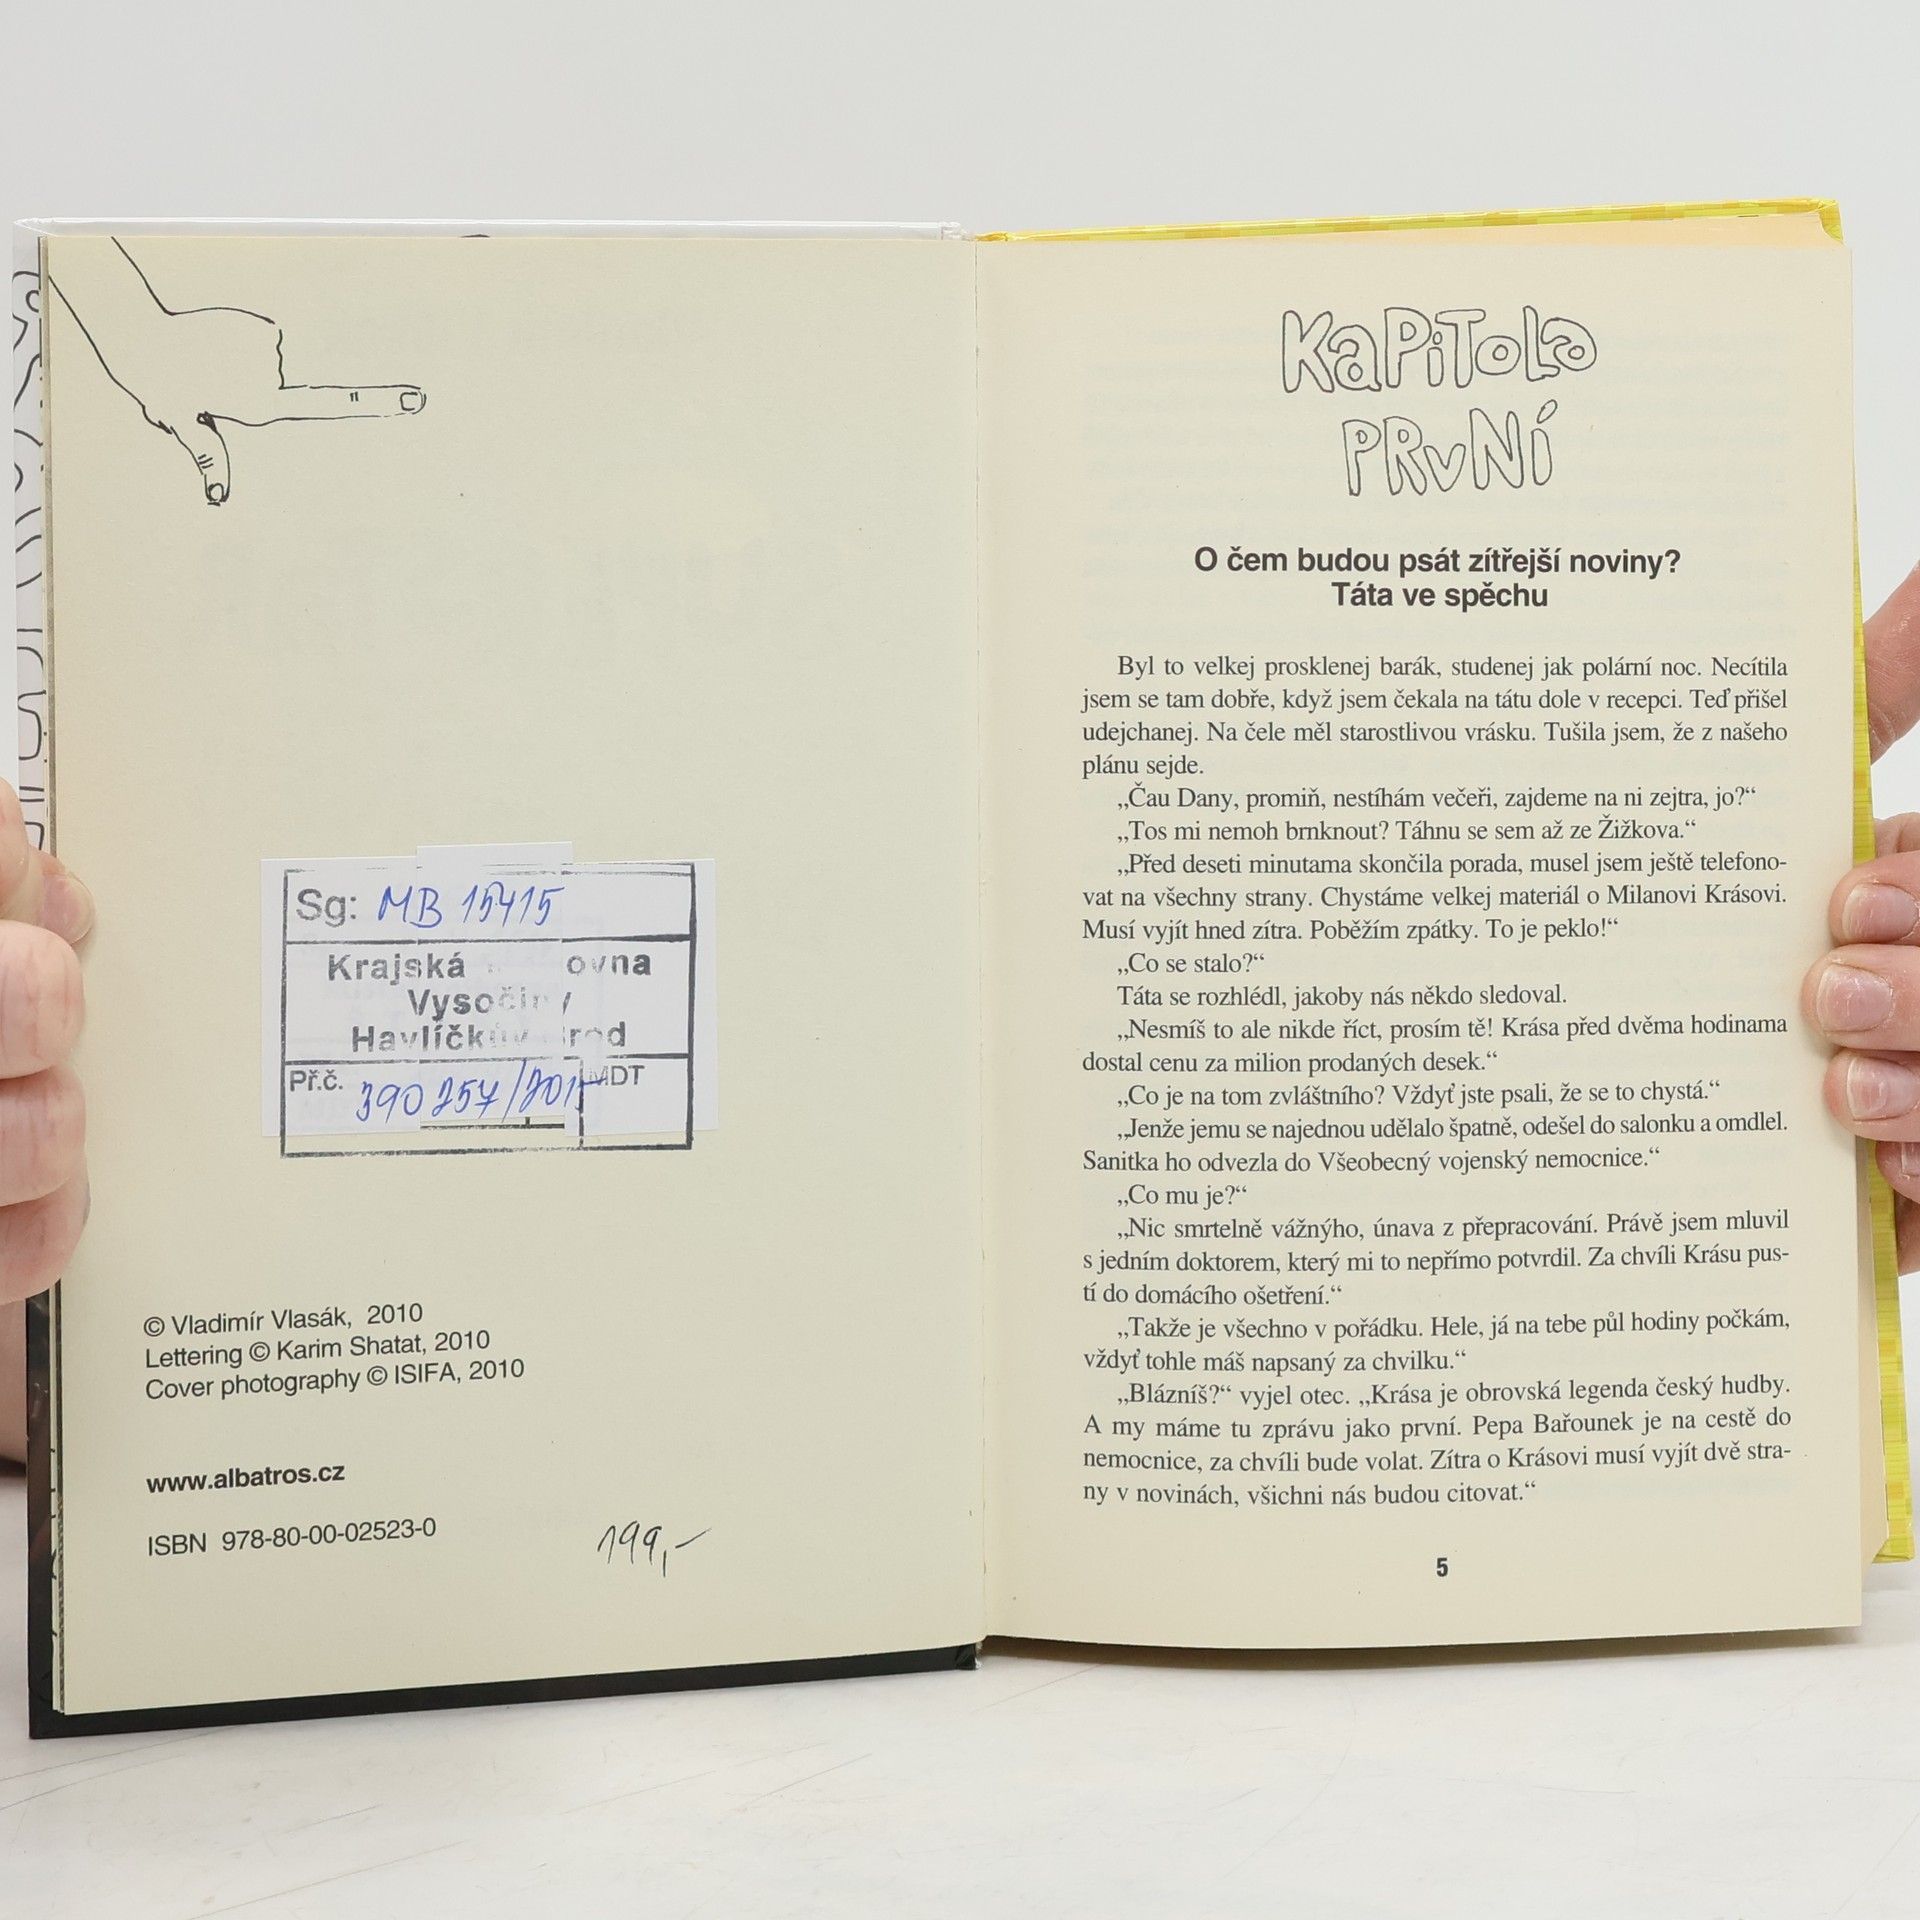 Sg: MB 15415
Krajská ovna
Vysočiny
Havlíčkův Brod
Př.č. MDT
© Vladimír Vlasák, 2010
Lettering © Karim Shatat, 2010
Cover photography © ISIFA, 2010
www.albatros.cz
ISBN 978-80-00-02523-0
199,-
KaPiToLa
PRvNÍ
O čem budou psát zítřejší noviny?
Táta ve spěchu
Byl to velkej prosklenej barák, studenej jak polární noc. Necítila
jsem se tam dobře, když jsem čekala na tátu dole v recepci. Teď přišel
udejchanej. Na čele měl starostlivou vrásku. Tušila jsem, že z našeho
plánu sejde.
„Čau Dany, promiň, nestíhám večeři, zajdeme na ni zejtra, jo?“
„Tos mi nemoh brnknout? Táhnu se sem až ze Žižkova.“
„Před deseti minutama skončila porada, musel jsem ještě telefono-
vat na všechny strany. Chystáme velkej materiál o Milanovi Krásovi.
Musí vyjít hned zítra. Poběžím zpátky. To je peklo!“
„Co se stalo?“
Táta se rozhlédl, jakoby nás někdo sledoval.
„Nesmíš to ale nikde říct, prosím tě! Krása před dvěma hodinama
dostal cenu za milion prodaných desek.“
„Co je na tom zvláštního? Vždyť jste psali, že se to chystá.“
„Jenže jemu se najednou udělalo špatně, odešel do salonku a omdlel.
Sanitka ho odvezla do Všeobecný vojenský nemocnice.“
„Co mu je?“
„Nic smrtelně vážnýho, únava z přepracování. Právě jsem mluvil
s jedním doktorem, který mi to nepřímo potvrdil. Za chvíli Krásu pus-
tí do domácího ošetření.“
„Takže je všechno v pořádku. Hele, já na tebe půl hodiny počkám,
vždyť tohle máš napsaný za chvilku.“
„Blázníš?“ vyjel otec. „Krása je obrovská legenda český hudby.
A my máme tu zprávu jako první. Pepa Bařounek je na cestě do
nemocnice, za chvíli bude volat. Zítra o Krásovi musí vyjít dvě stra-
ny v novinách, všichni nás budou citovat.“
5